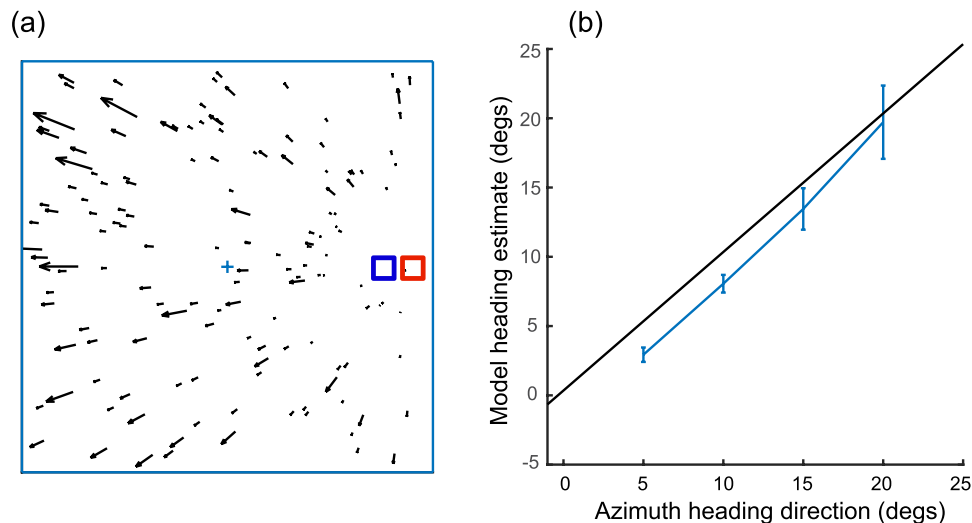 (a)
(b)
Model heading estimate (degs)
25
20
15
10
5
0
-5
0 5 10 15 20 25
Azimuth heading direction (degs)